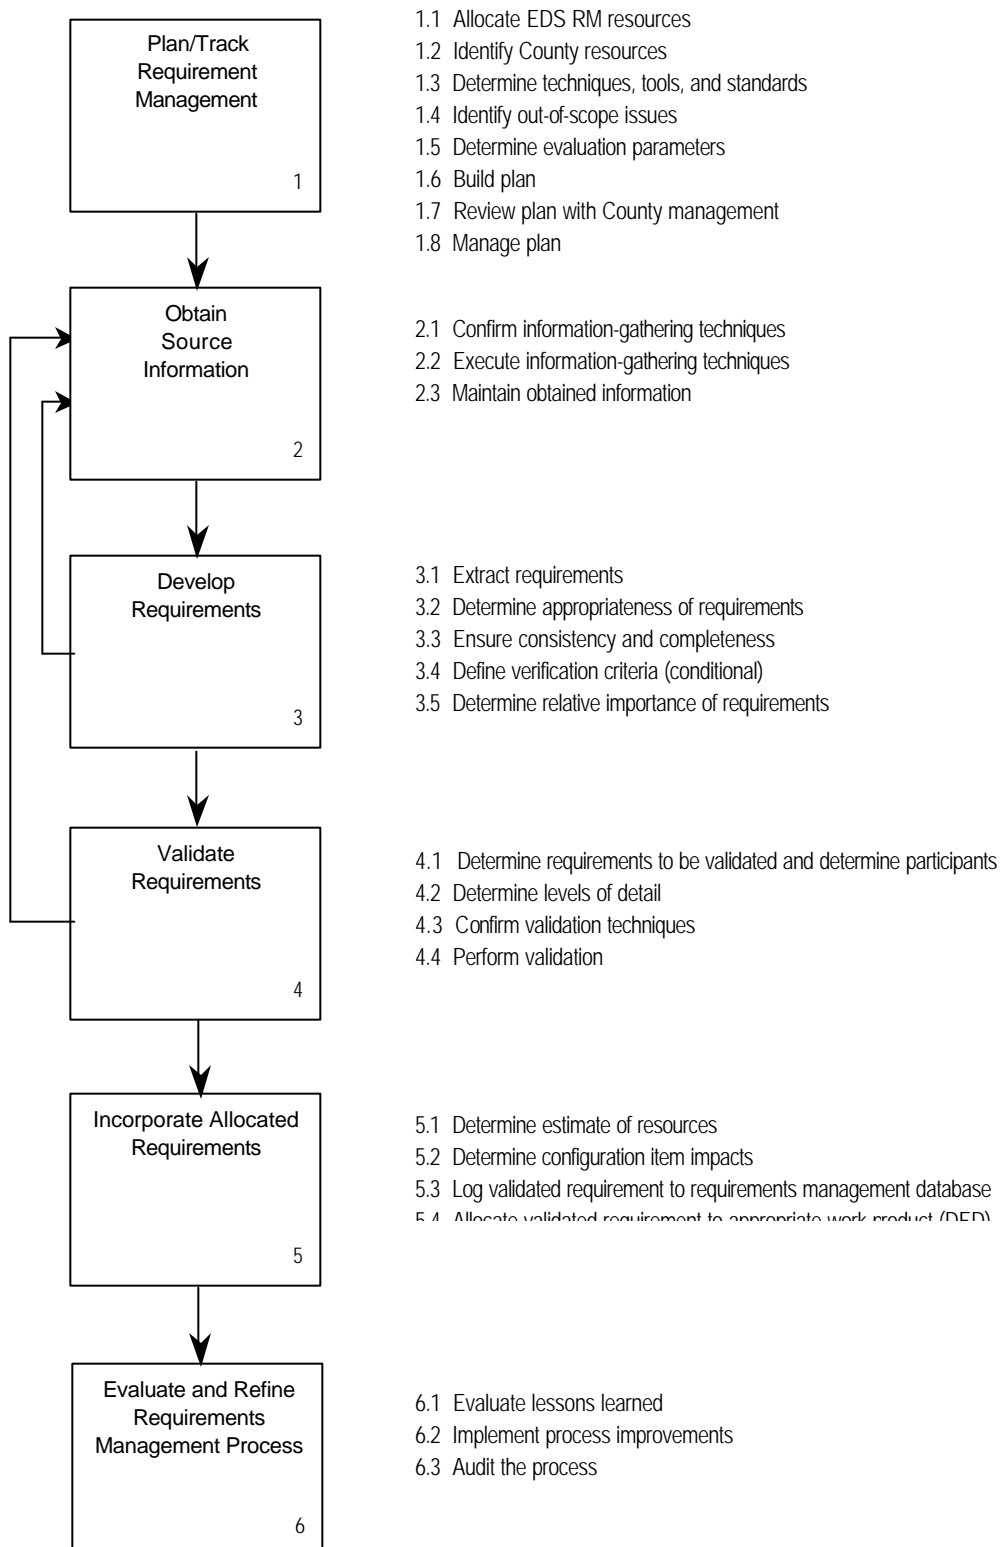 Plan/Track
Requirement
Management
1
1.1 Allocate EDS RM resources
1.2 Identify County resources
1.3 Determine techniques, tools, and standards
1.4 Identify out-of-scope issues
1.5 Determine evaluation parameters
1.6 Build plan
1.7 Review plan with County management
1.8 Manage plan
Obtain
Source
Information
2
2.1 Confirm information-gathering techniques
2.2 Execute information-gathering techniques
2.3 Maintain obtained information
Develop
Requirements
3
3.1 Extract requirements
3.2 Determine appropriateness of requirements
3.3 Ensure consistency and completeness
3.4 Define verification criteria (conditional)
3.5 Determine relative importance of requirements
Validate
Requirements
4
4.1 Determine requirements to be validated and determine participants
4.2 Determine levels of detail
4.3 Confirm validation techniques
4.4 Perform validation
Incorporate Allocated
Requirements
5
5.1 Determine estimate of resources
5.2 Determine configuration item impacts
5.3 Log validated requirement to requirements management database
5.4 Allocate validated requirement to appropriate work product
Evaluate and Refine
Requirements
Management Process
6
6.1 Evaluate lessons learned
6.2 Implement process improvements
6.3 Audit the process